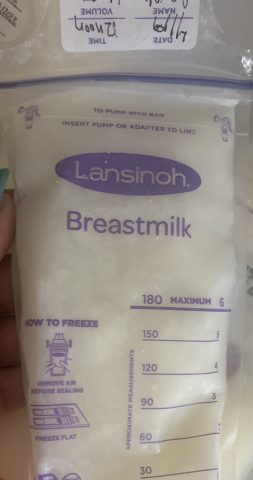 DATE
TIME
12noon
NAME
VOLUME
TO PUMP INTO BAG
INSERT PUMP OR ADAPTER TO LINE
Lansinoh®
Breastmilk
180 MAXIMUM 6
HOW TO FREEZE
150 5
120 4
REMOVE AIR
BEFORE SEALING
APPROXIMATE MEASUREMENTS
90 3
60
FREEZE FLAT
30